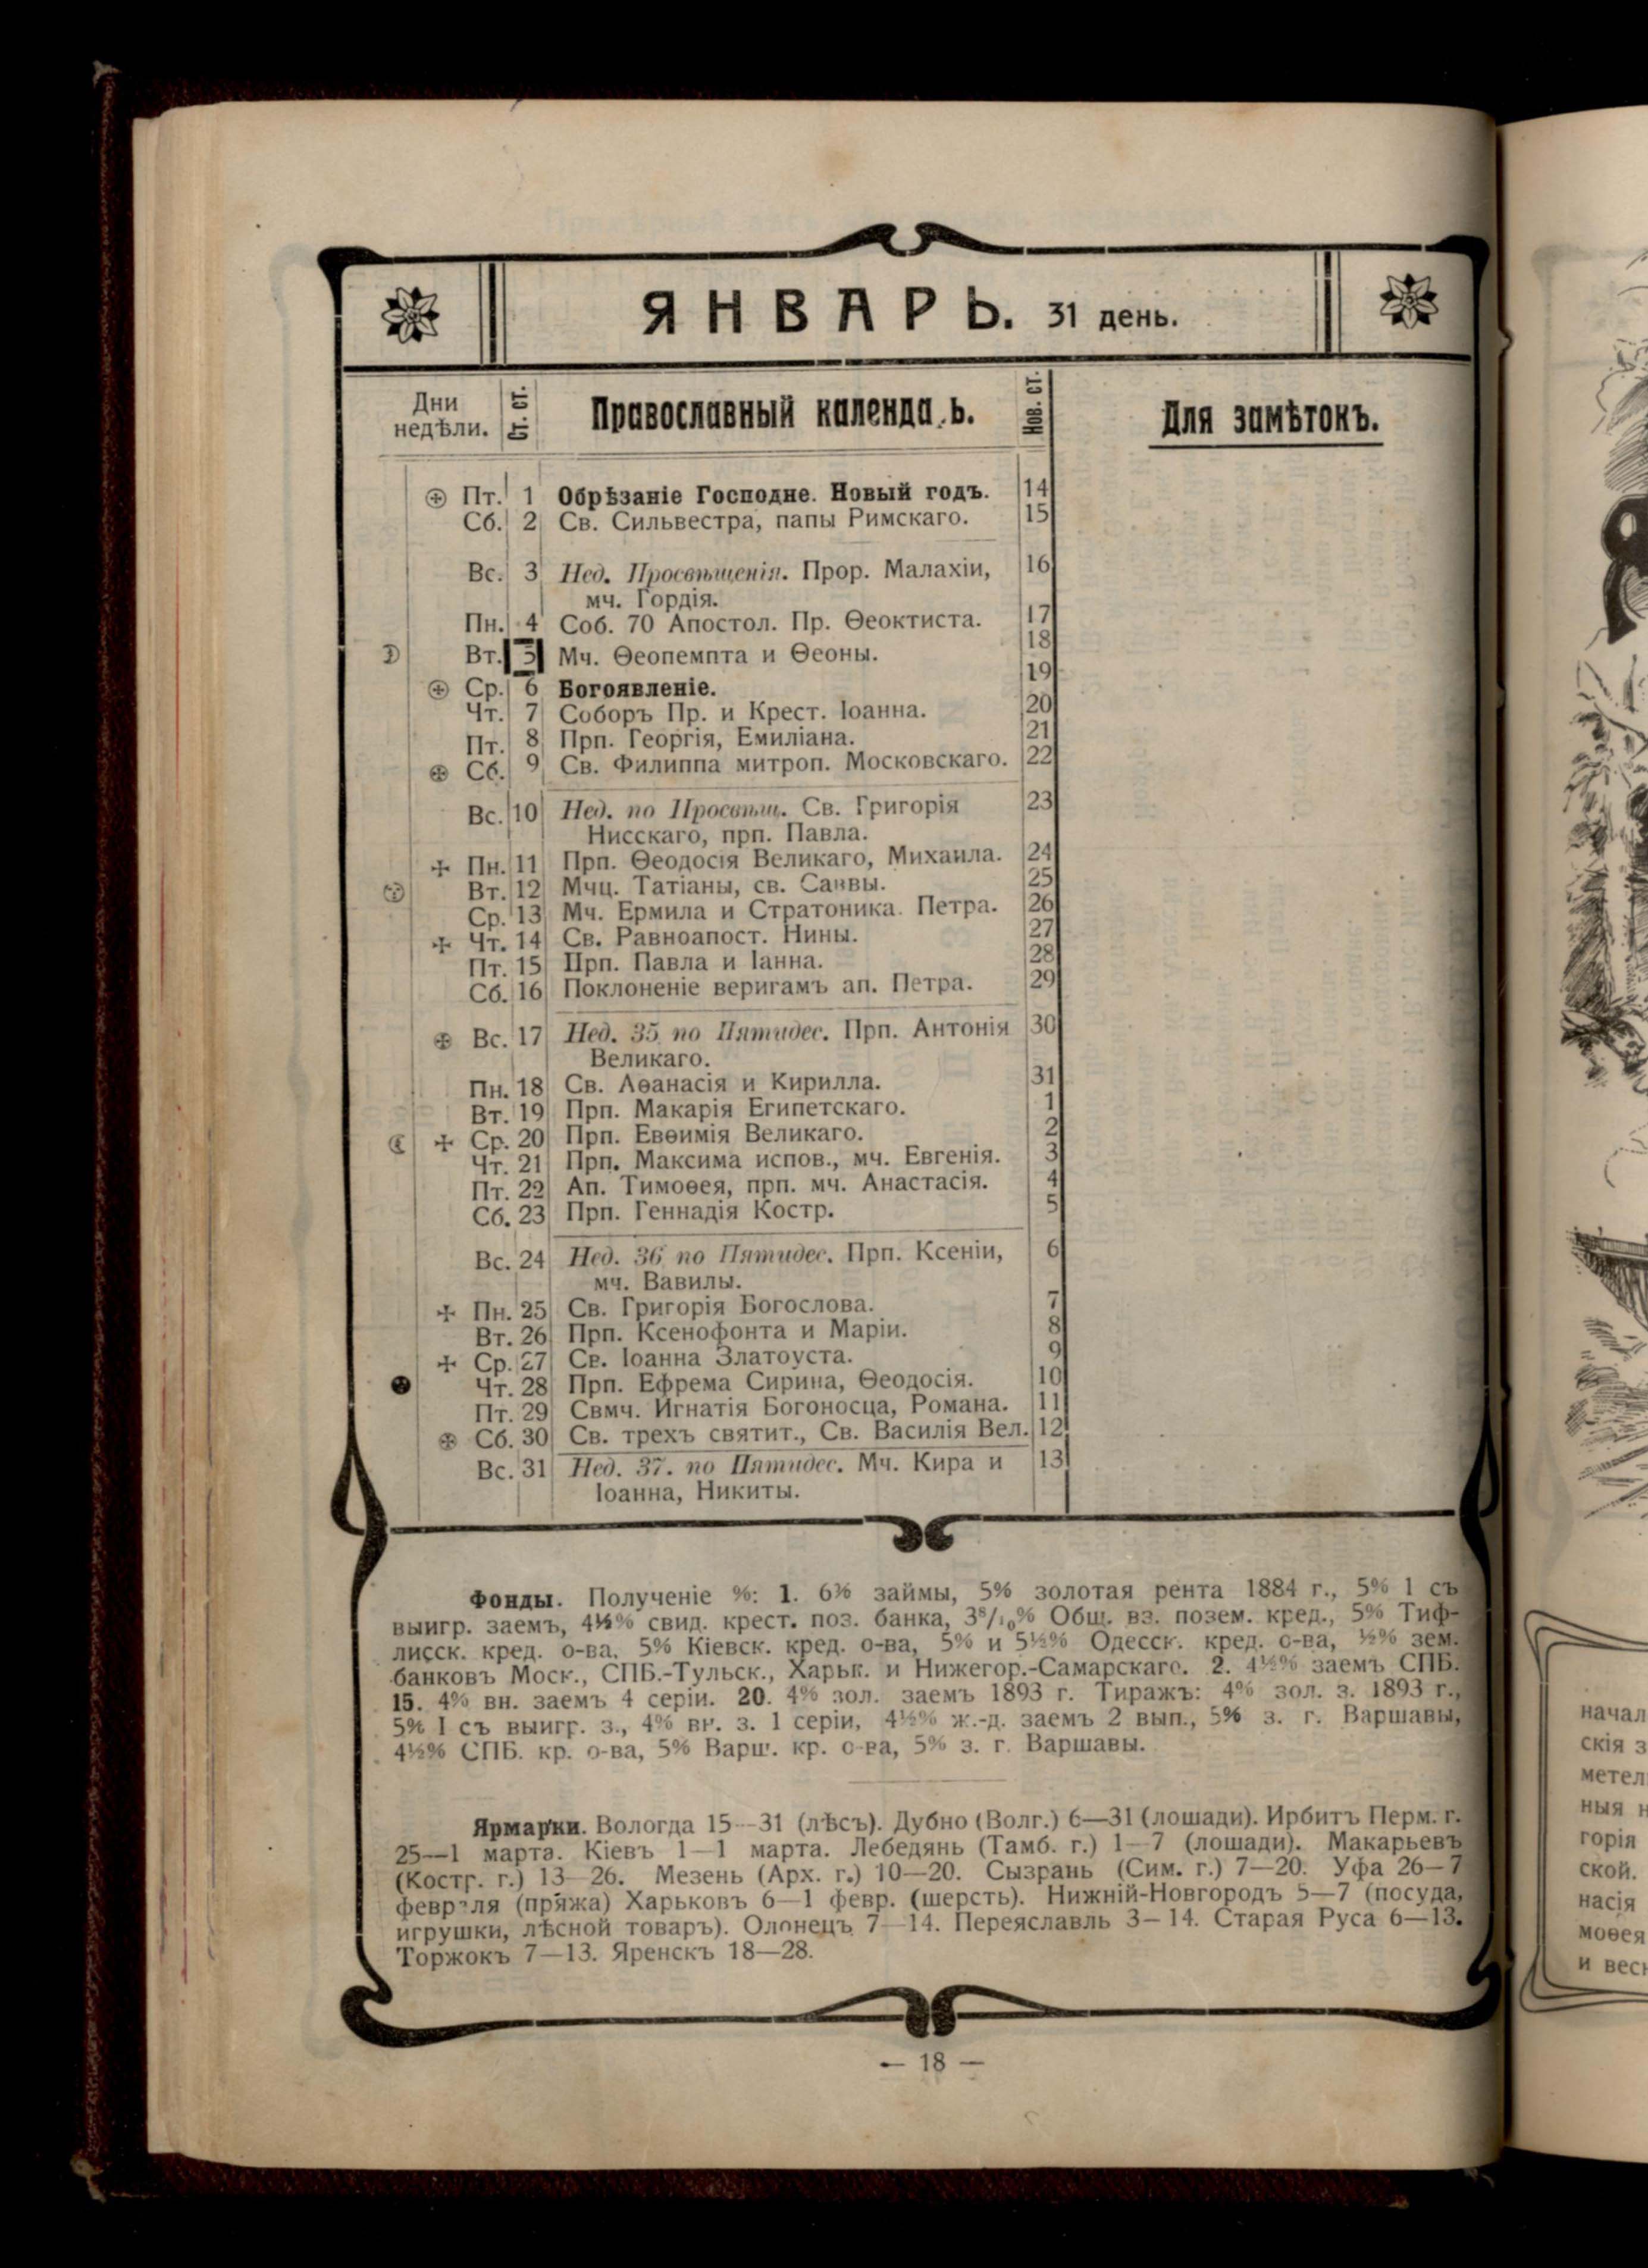 ЯНВАРЬ. 31 день.
Дни недѣли. Ст. ст. Православный календа.ь. Нов. ст. Для замѣтокъ.
Пт. 1 Обрѣзаніе Господне. Новый годъ. 14
Сб. 2 Св. Сильвестра, папы Римскаго. 15
Вс. 3 Нед. Просвѣщенія. Прор. Малахіи, 16
мч. Гордія.
Пн. 4 Соб. 70 Апостол. Пр. Ѳеоктиста. 17
Вт. 5 Мч. Ѳеопемпта и Ѳеоны. 18
Ср. 6 Богоявленіе. 19
Чт. 7 Соборъ Пр. и Крест. Іоанна. 20
Пт. 8 Прп. Георгія, Емиліана. 21
Сб. 9 Св. Филиппа митроп. Московскаго. 22
Вс. 10 Нед. по Просвѣщ. Св. Григорія 23
Нисскаго, прп. Павла.
Пн. 11 Прп. Ѳеодосія Великаго, Михаила. 24
Вт. 12 Мчц. Татіаны, св. Саввы. 25
Ср. 13 Мч. Ермила и Стратоника. Петра. 26
Чт. 14 Св. Равноапост. Нины. 27
Пт. 15 Прп. Павла и Іанна. 28
Сб. 16 Поклоненіе веригамъ ап. Петра. 29
Вс. 17 Нед. 35 по Пятидес. Прп. Антонія 30
Великаго.
Пн. 18 Св. Аѳанасія и Кирилла. 31
Вт. 19 Прп. Макарія Египетскаго. 1
Ср. 20 Прп. Евѳимія Великаго. 2
Чт. 21 Прп. Максима испов., мч. Евгенія. 3
Пт. 22 Ап. Тимоѳея, прп. мч. Анастасія. 4
Сб. 23 Прп. Геннадія Костр. 5
Вс. 24 Нед. 36 по Пятидес. Прп. Ксеніи, 6
мч. Вавилы.
Пн. 25 Св. Григорія Богослова. 7
Вт. 26 Прп. Ксенофонта и Маріи. 8
Ср. 27 Св. Іоанна Златоуста. 9
Чт. 28 Прп. Ефрема Сирина, Ѳеодосія. 10
Пт. 29 Свмч. Игнатія Богоносца, Романа. 11
Сб. 30 Св. трехъ святит., Св. Василія Вел. 12
Вс. 31 Нед. 37. по Пятидес. Мч. Кира и 13
Іоанна, Никиты.
Фонды. Полученіе %: 1. 6% займы, 5% золотая рента 1884 г., 5% 1 съ
выигр. заемъ, 4½% свид. крест. поз. банка, 3⁸/₁₀% Общ. вз. позем. кред., 5% Тиф-
лисск. кред. о-ва, 5% Кіевск. кред. о-ва, 5% и 5½% Одесск. кред. о-ва, ½% зем.
банковъ Моск., СПБ.-Тульск., Харьк. и Нижегор.-Самарскаго. 2. 4½% заемъ СПБ.
15. 4% вн. заемъ 4 серіи. 20. 4% зол. заемъ 1893 г. Тиражъ: 4% зол. з. 1893 г.,
5% I съ выигр. з., 4% вн. з. 1 серіи, 4½% ж.-д. заемъ 2 вып., 5% з. г. Варшавы,
4½% СПБ. кр. о-ва, 5% Варш. кр. о-ва, 5% з. г. Варшавы.
Ярмарки. Вологда 15—31 (лѣсъ). Дубно (Волг.) 6—31 (лошади). Ирбитъ Перм. г.
25—1 марта. Кіевъ 1—1 марта. Лебедянь (Тамб. г.) 1—7 (лошади). Макарьевъ
(Костр. г.) 13—26. Мезень (Арх. г.) 10—20. Сызрань (Сим. г.) 7—20. Уфа 26—7
февраля (пряжа) Харьковъ 6—1 февр. (шерсть). Нижній-Новгородъ 5—7 (посуда,
игрушки, лѣсной товаръ). Олонецъ 7—14. Переяславль 3—14. Старая Руса 6—13.
Торжокъ 7—13. Яренскъ 18—28.
— 18 —
начал
скія з
метел
ныя н
горія
ской.
насія
моѳея
и весн